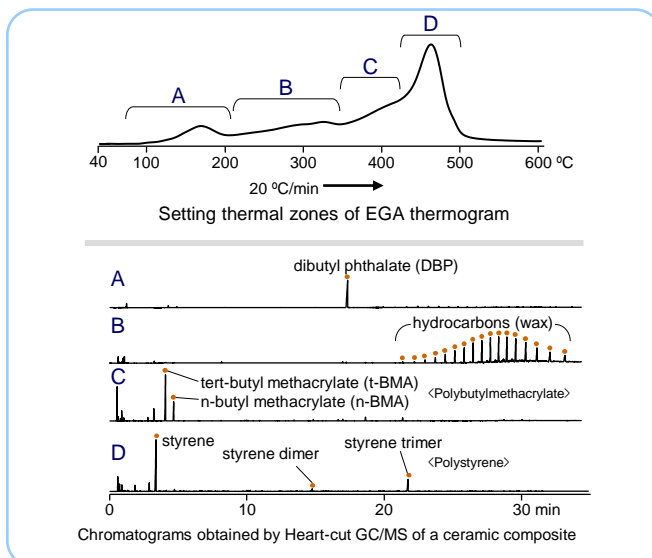 D
C
B
A
40 100 200 300 400 500 600 ºC
20 ºC/min
Setting thermal zones of EGA thermogram
A
dibutyl phthalate (DBP)
B
hydrocarbons (wax)
C
tert-butyl methacrylate (t-BMA)
n-butyl methacrylate (n-BMA)
<Polybutylmethacrylate>
D
styrene
styrene dimer
styrene trimer
<Polystyrene>
0 10 20 30 min
Chromatograms obtained by Heart-cut GC/MS of a ceramic composite